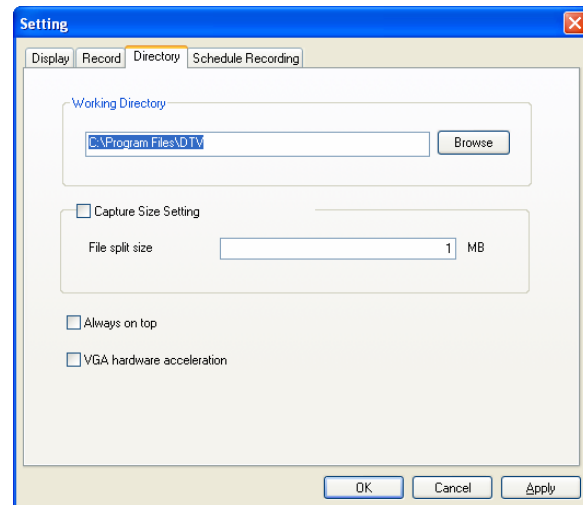 Setting
Display Record Directory Schedule Recording
Working Directory
C:\Program Files\DTV Browse
Capture Size Setting
File split size 1 MB
Always on top
VGA hardware acceleration
OK Cancel Apply